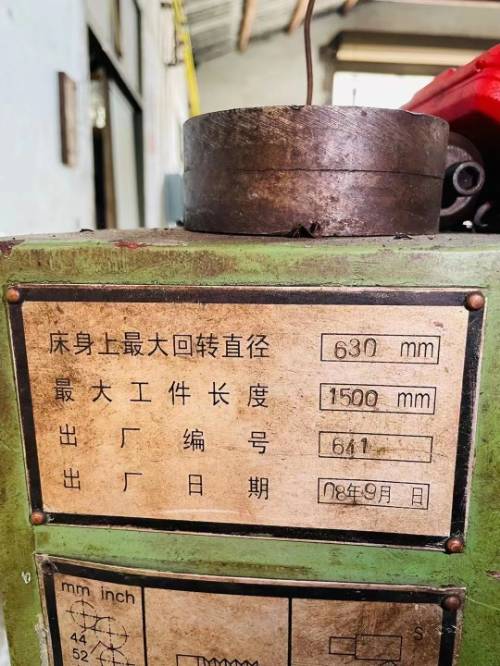 床身上最大回转直径 630 mm
最大工件长度 1500 mm
出厂编号 641
出厂日期 08年9月 日
mm inch
44
52
S